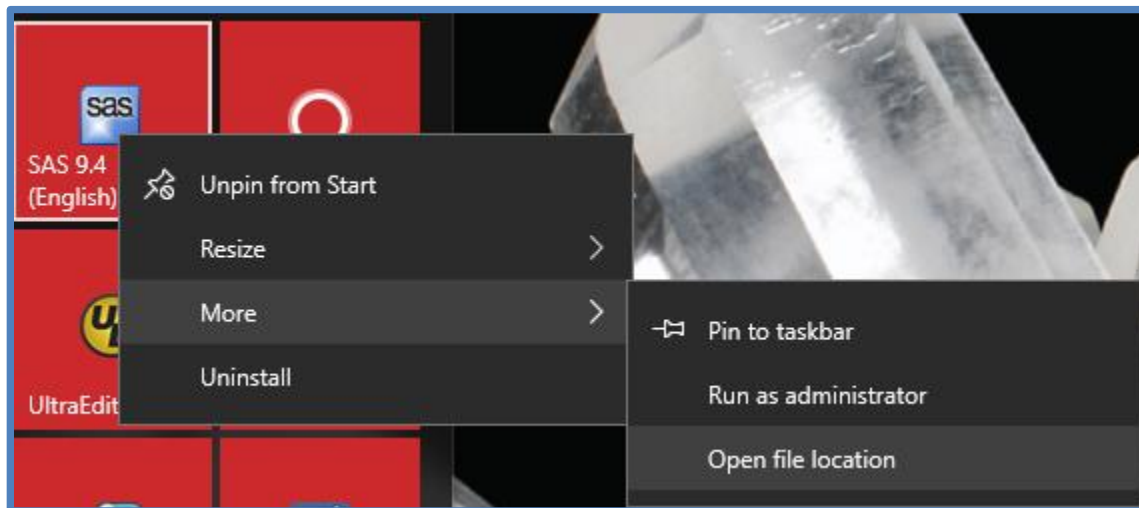 sas
SAS 9.4
(English)
Unpin from Start
Resize
More
Uninstall
UltraEdit
Pin to taskbar
Run as administrator
Open file location